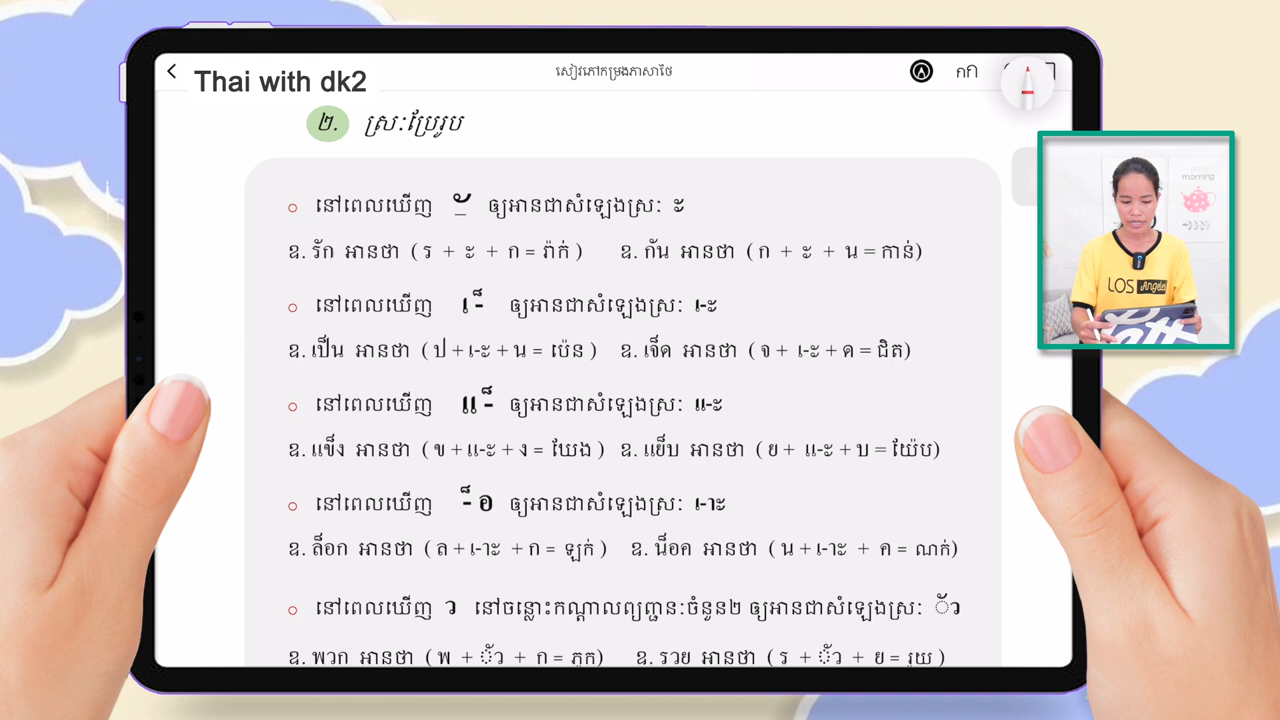 Thai with dk2
សៀវភៅកម្រងភាសាថៃ
កាា
២. ស្រៈប្រែរូប
នៅពេលឃើញ -ั ឲ្យអានជាសំឡេងស្រៈ ะ
ឧ. รัก អានថា ( ร + ะ + ก = រ៉ាក់ ) ឧ. กัน អានថា ( ก + ะ + น = កាន់)
នៅពេលឃើញ เ-็ ឲ្យអានជាសំឡេងស្រៈ เ-ะ
ឧ. เป็น អានថា ( ป + เ-ะ + น = ប៉េន ) ឧ. เจ็ด អានថា ( จ + เ-ะ + ด = ជិត)
នៅពេលឃើញ แ-็ ឲ្យអានជាសំឡេងស្រៈ แ-ะ
ឧ. แข็ง អានថា ( ข + แ-ะ + ง = ឃែង ) ឧ. แย็บ អានថា ( ย + แ-ะ + บ = យ៉ែប)
នៅពេលឃើញ -็อ ឲ្យអានជាសំឡេងស្រៈ เ-าะ
ឧ. ล็อก អានថា ( ล + เ-าะ + ก = ឡក់ ) ឧ. น็อค អានថា ( น + เ-าะ + ค = ណក់)
នៅពេលឃើញ ว នៅចន្លោះកណ្តាលព្យញ្ជនៈចំនួន២ ឲ្យអានជាសំឡេងស្រៈ ◌ัว
ឧ. พวก អានថា ( พ + ◌ัว + ก = ភួក) ឧ. รวย អានថា ( ร + ◌ัว + ย = រួយ )
morning
LOS Angeles